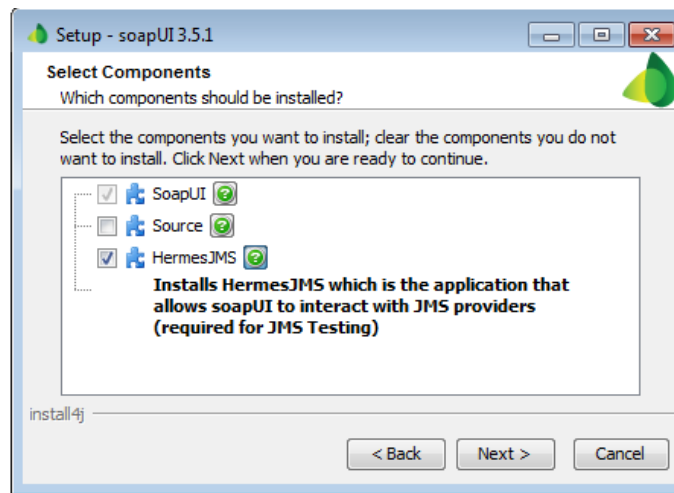 Setup - soapUI 3.5.1
Select Components
Which components should be installed?
Select the components you want to install; clear the components you do not
want to install. Click Next when you are ready to continue.
SoapUI
Source
HermesJMS
Installs HermesJMS which is the application that
allows soapUI to interact with JMS providers
(required for JMS Testing)
install4j
< Back Next > Cancel